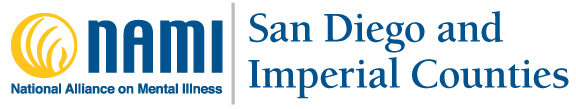 nami
National Alliance on Mental Illness
San Diego and
Imperial Counties